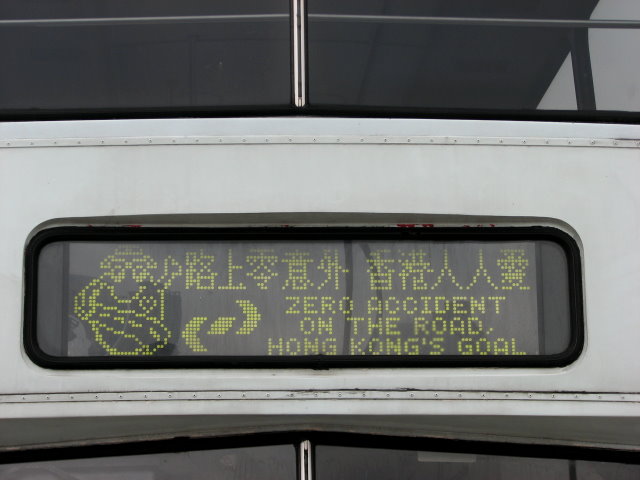 路上零意外 香港人人愛
ZERO ACCIDENT
ON THE ROAD,
HONG KONG'S GOAL